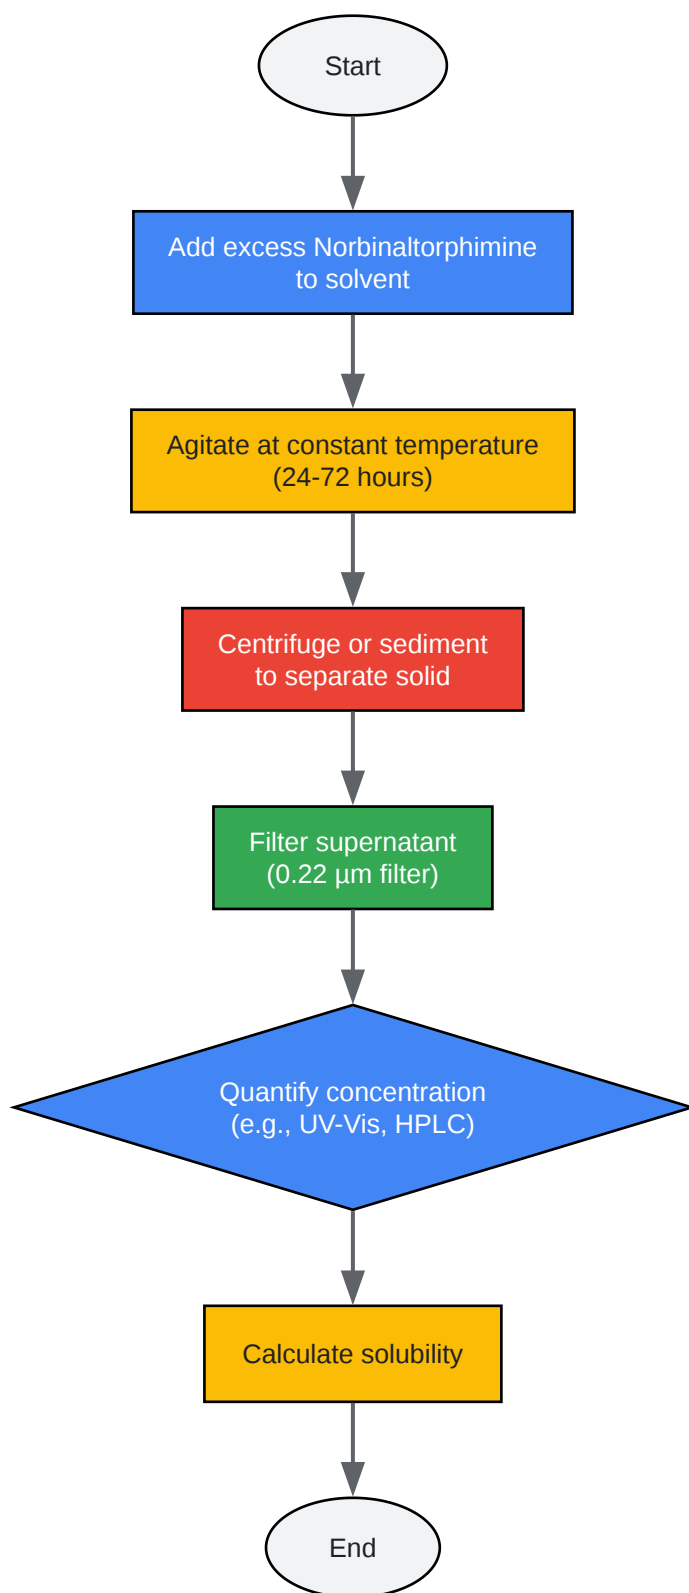 Start
Add excess Norbinaltorphimine
to solvent
Agitate at constant temperature
(24-72 hours)
Centrifuge or sediment
to separate solid
Filter supernatant
(0.22 µm filter)
Quantify concentration
(e.g., UV-Vis, HPLC)
Calculate solubility
End